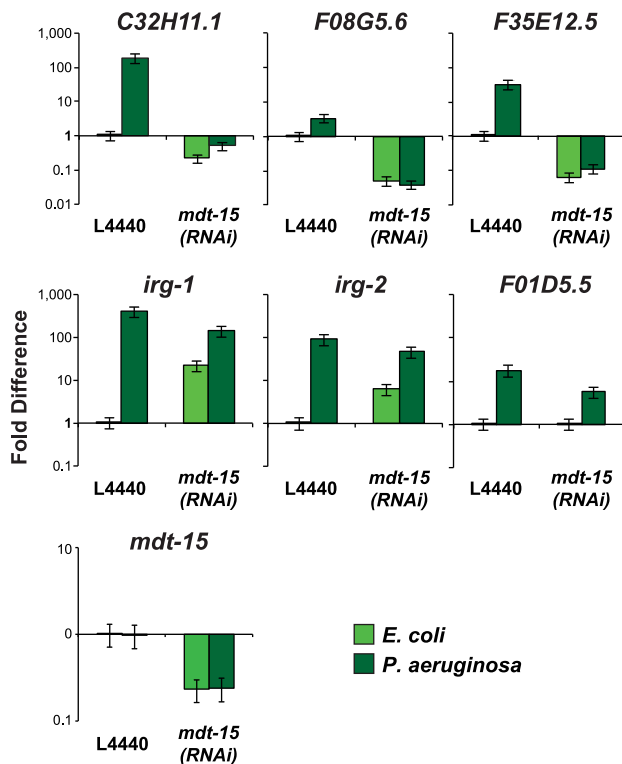 C32H11.1 F08G5.6 F35E12.5
1,000
100
10
1
0.1
0.01
L4440 mdt-15 (RNAi) L4440 mdt-15 (RNAi) L4440 mdt-15 (RNAi)
irg-1 irg-2 F01D5.5
Fold Difference
1,000
100
10
1
0.1
L4440 mdt-15 (RNAi) L4440 mdt-15 (RNAi) L4440 mdt-15 (RNAi)
mdt-15
10
0
0.1
L4440 mdt-15 (RNAi)
E. coli
P. aeruginosa